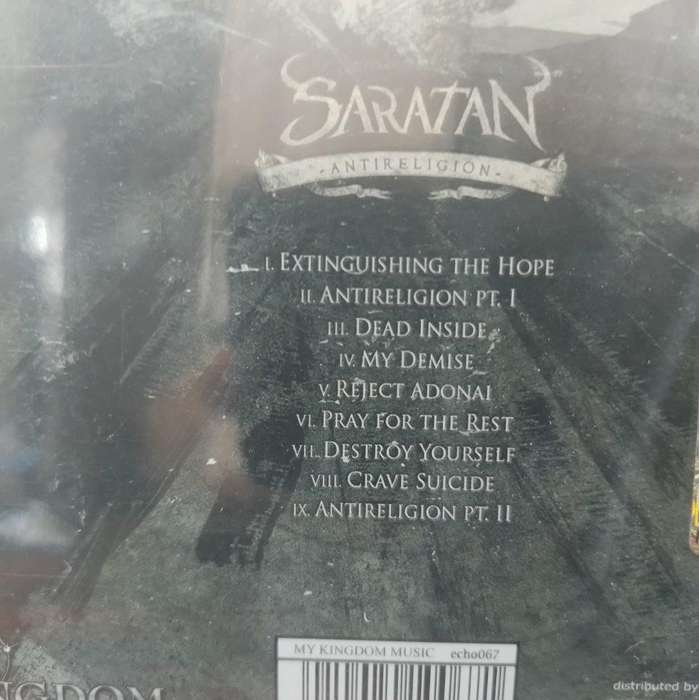 SARATAN
- ANTIRELIGION -
I. EXTINGUISHING THE HOPE
II. ANTIRELIGION PT. I
III. DEAD INSIDE
IV. MY DEMISE
V. REJECT ADONAI
VI. PRAY FOR THE REST
VII. DESTROY YOURSELF
VIII. CRAVE SUICIDE
IX. ANTIRELIGION PT. II
MY KINGDOM MUSIC echo067
distributed by